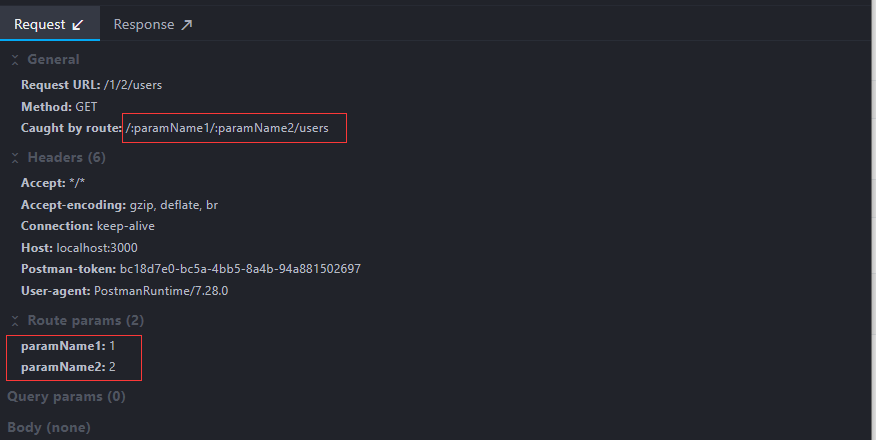 Request ↙ Response ↗
General
Request URL: /1/2/users
Method: GET
Caught by route: /:paramName1/:paramName2/users
Headers (6)
Accept: */*
Accept-encoding: gzip, deflate, br
Connection: keep-alive
Host: localhost:3000
Postman-token: bc18d7e0-bc5a-4bb5-8a4b-94a881502697
User-agent: PostmanRuntime/7.28.0
Route params (2)
paramName1: 1
paramName2: 2
Query params (0)
Body (none)